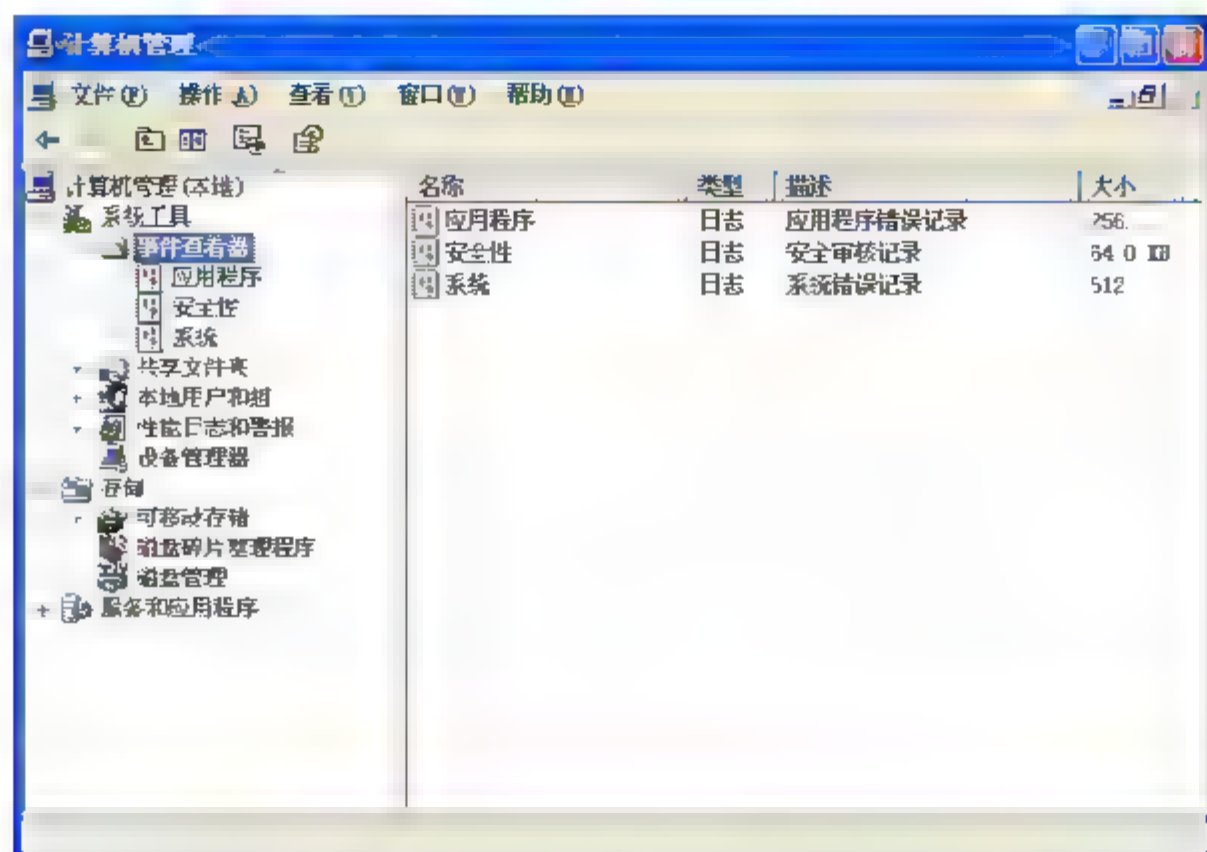 计算机管理
文件(F) 操作(A) 查看(V) 窗口(W) 帮助(H)
计算机管理(本地)
系统工具
事件查看器
应用程序
安全性
系统
共享文件夹
本地用户和组
性能日志和警报
设备管理器
存储
可移动存储
磁盘碎片整理程序
磁盘管理
服务和应用程序
名称 类型 描述 大小
应用程序 日志 应用程序错误记录 256.
安全性 日志 安全审核记录 64.0 KB
系统 日志 系统错误记录 512